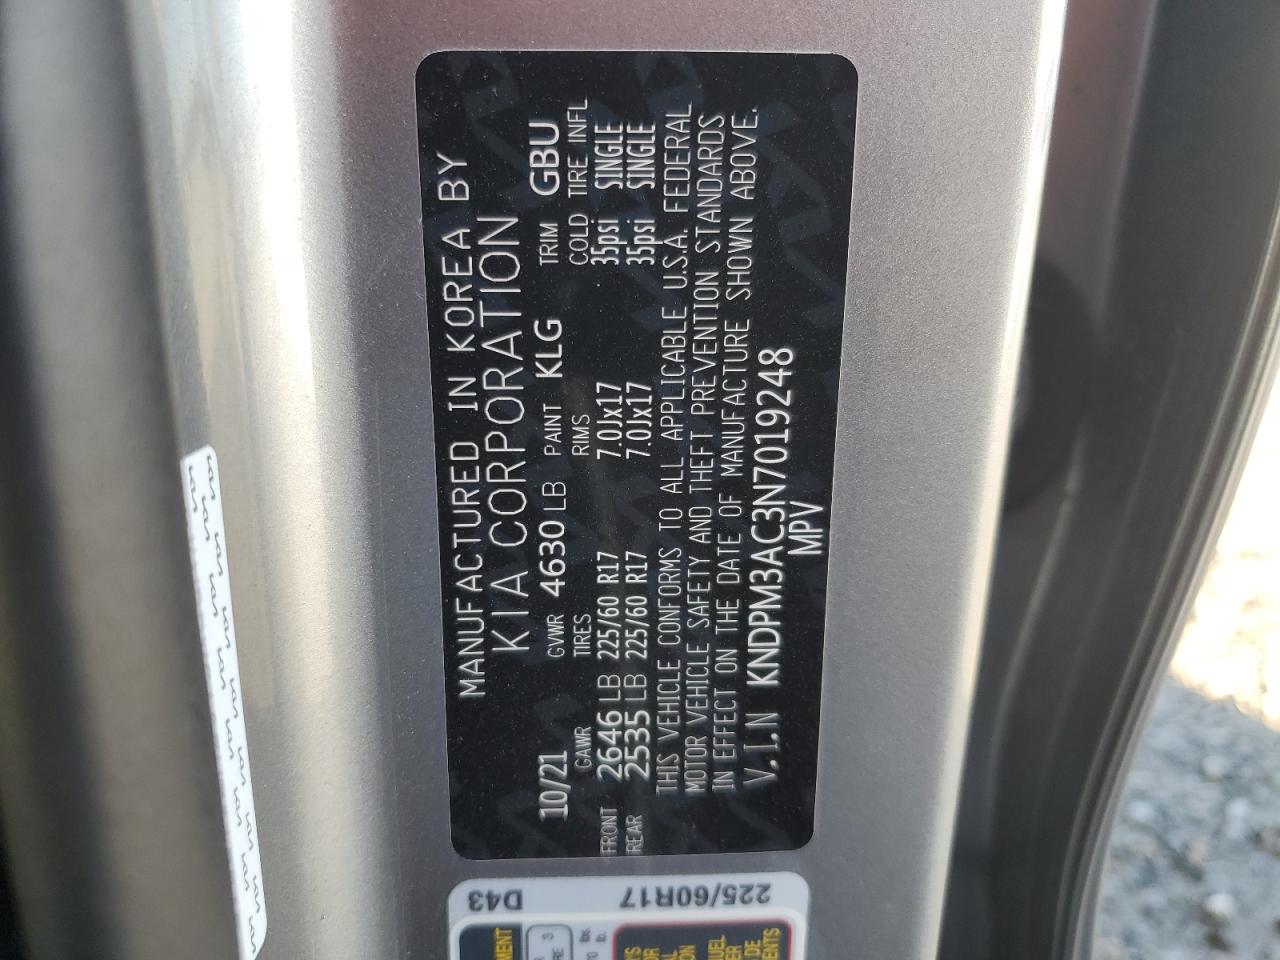 MANUFACTURED IN KOREA BY
KIA CORPORATION
10/21 GVWR 4630 LB PAINT KLG TRIM GBU
GAWR TIRES RIMS COLD TIRE INFL
FRONT 2646 LB 225/60 R17 7.0Jx17 35psi SINGLE
REAR 2535 LB 225/60 R17 7.0Jx17 35psi SINGLE
THIS VEHICLE CONFORMS TO ALL APPLICABLE U.S.A. FEDERAL
MOTOR VEHICLE SAFETY AND THEFT PREVENTION STANDARDS
IN EFFECT ON THE DATE OF MANUFACTURE SHOWN ABOVE.
V.I.N KNDPM3AC3N7019248
MPV
D43
225/60R17